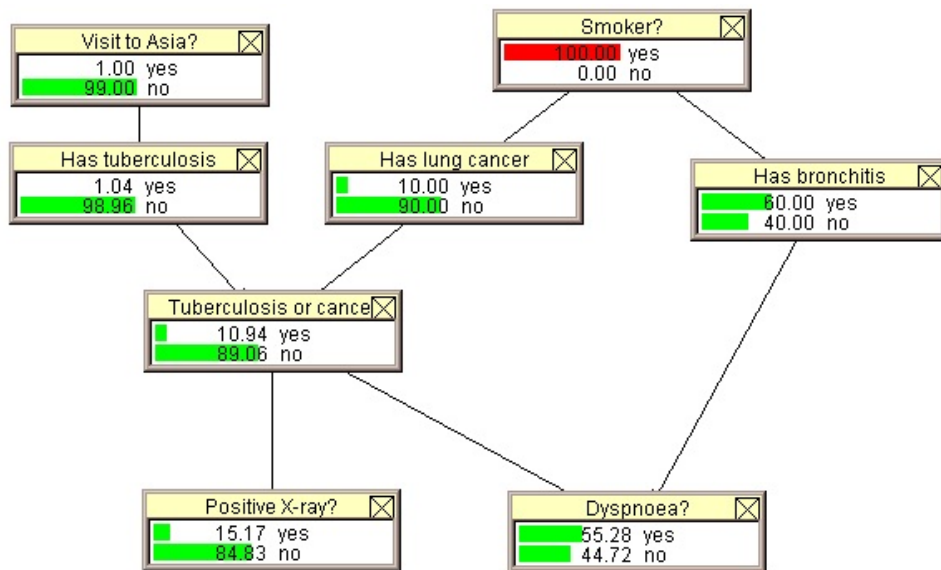 Visit to Asia?
1.00 yes
99.00 no
Smoker?
100.00 yes
0.00 no
Has tuberculosis
1.04 yes
98.96 no
Has lung cancer
10.00 yes
90.00 no
Has bronchitis
60.00 yes
40.00 no
Tuberculosis or cance
10.94 yes
89.06 no
Positive X-ray?
15.17 yes
84.83 no
Dyspnoea?
55.28 yes
44.72 no